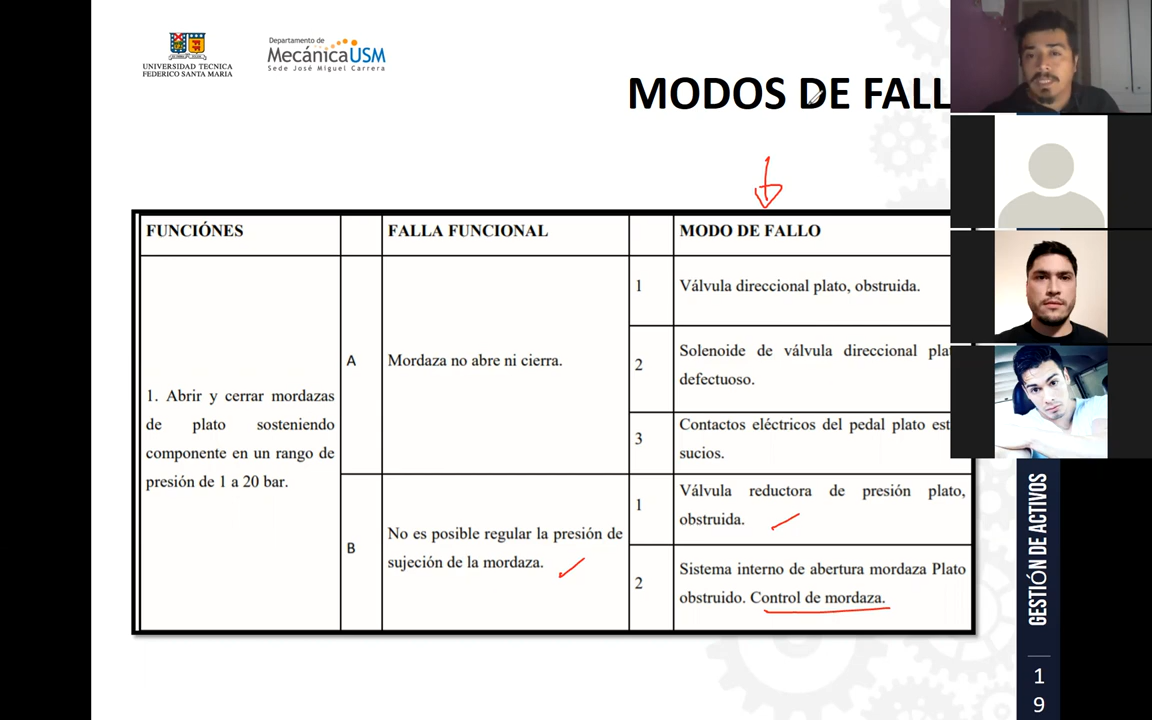 UNIVERSIDAD TECNICA
FEDERICO SANTA MARIA
Departamento de
MecánicaUSM
Sede José Miguel Carrera
MODOS DE FALL
FUNCIÓNES
FALLA FUNCIONAL
MODO DE FALLO
1. Abrir y cerrar mordazas
de plato sosteniendo
componente en un rango de
presión de 1 a 20 bar.
A
Mordaza no abre ni cierra.
1
Válvula direccional plato, obstruida.
2
Solenoide de válvula direccional pla
defectuoso.
3
Contactos eléctricos del pedal plato est
sucios.
B
No es posible regular la presión de
sujeción de la mordaza.
1
Válvula reductora de presión plato,
obstruida.
2
Sistema interno de abertura mordaza Plato
obstruido. Control de mordaza.
GESTIÓN DE ACTIVOS
1
9